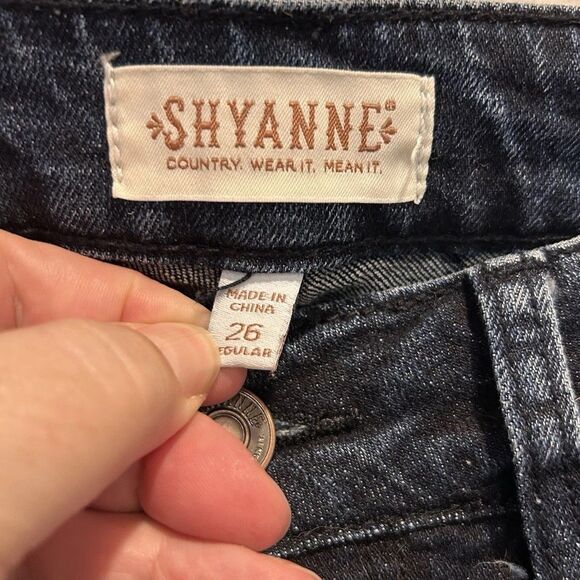 SHYANNE®
COUNTRY. WEAR IT. MEAN IT.
MADE IN
CHINA
26
EGULAR